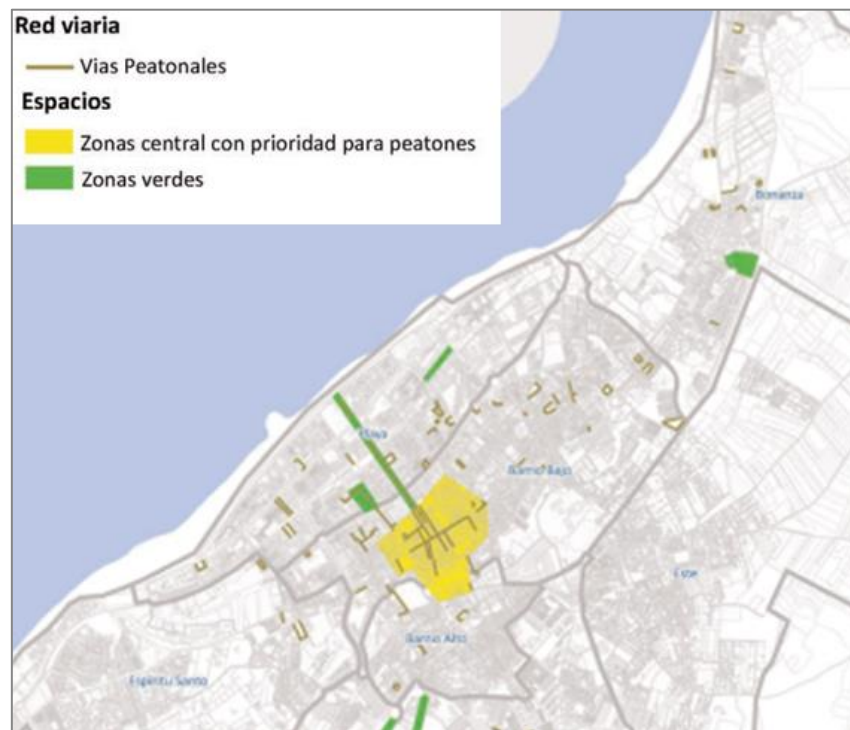 Red viaria
Vias Peatonales
Espacios
Zonas central con prioridad para peatones
Zonas verdes
Bonanza
Playa
Barrio Bajo
Este
Barrio Alto
Espíritu Santo